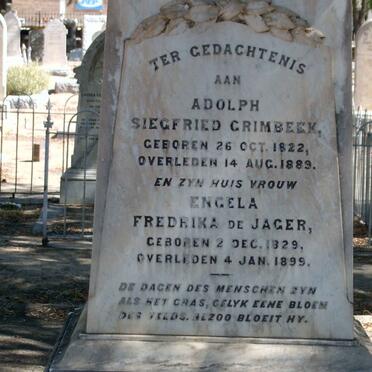 TER GEDACHTENIS
AAN
ADOLPH
SIEGFRIED GRIMBEEK,
GEBOREN 26 OCT. 1822,
OVERLEDEN 14 AUG. 1889.
EN ZYN HUIS VROUW
ENGELA
FREDRIKA DE JAGER,
GEBOREN 2 DEC. 1829,
OVERLEDEN 4 JAN. 1899.
DE DAGEN DES MENSCHEN ZYN
ALS HET GRAS, GELYK EENE BLOEM
DES VELDS, ALZOO BLOEIT HY.